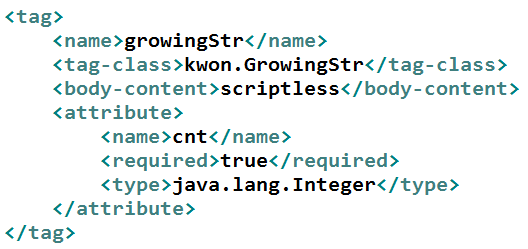 <tag>
    <name>growingStr</name>
    <tag-class>kwon.GrowingStr</tag-class>
    <body-content>scriptless</body-content>
    <attribute>
        <name>cnt</name>
        <required>true</required>
        <type>java.lang.Integer</type>
    </attribute>
</tag>